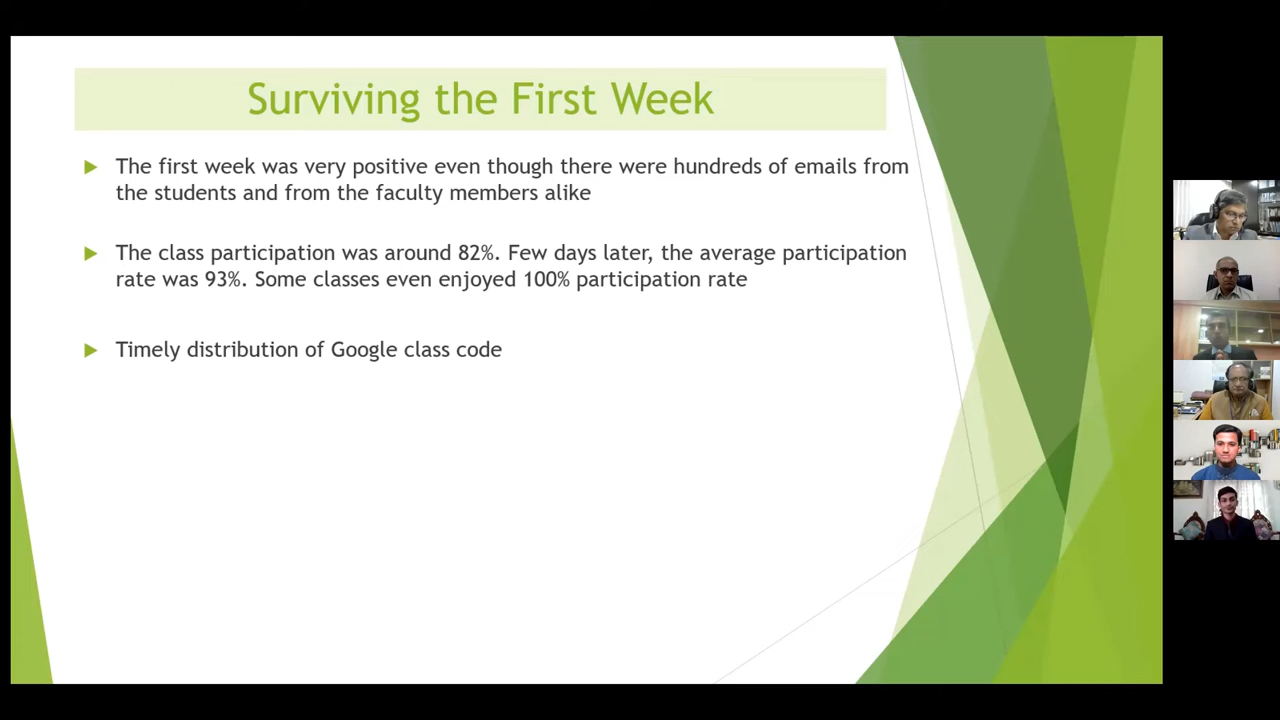 Surviving the First Week
The first week was very positive even though there were hundreds of emails from
the students and from the faculty members alike
The class participation was around 82%. Few days later, the average participation
rate was 93%. Some classes even enjoyed 100% participation rate
Timely distribution of Google class code